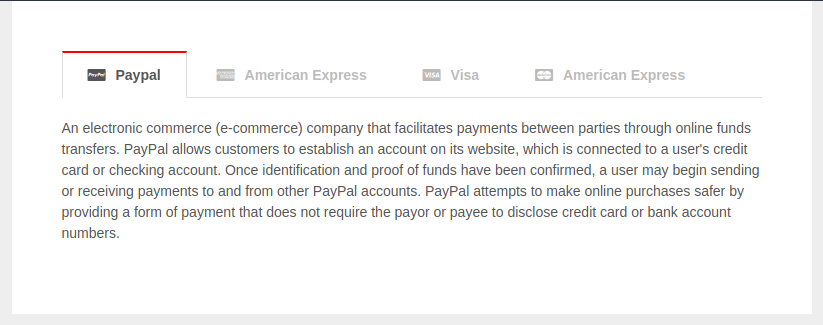 PayPal Paypal American Express VISA Visa American Express
An electronic commerce (e-commerce) company that facilitates payments between parties through online funds
transfers. PayPal allows customers to establish an account on its website, which is connected to a user's credit
card or checking account. Once identification and proof of funds have been confirmed, a user may begin sending
or receiving payments to and from other PayPal accounts. PayPal attempts to make online purchases safer by
providing a form of payment that does not require the payor or payee to disclose credit card or bank account
numbers.